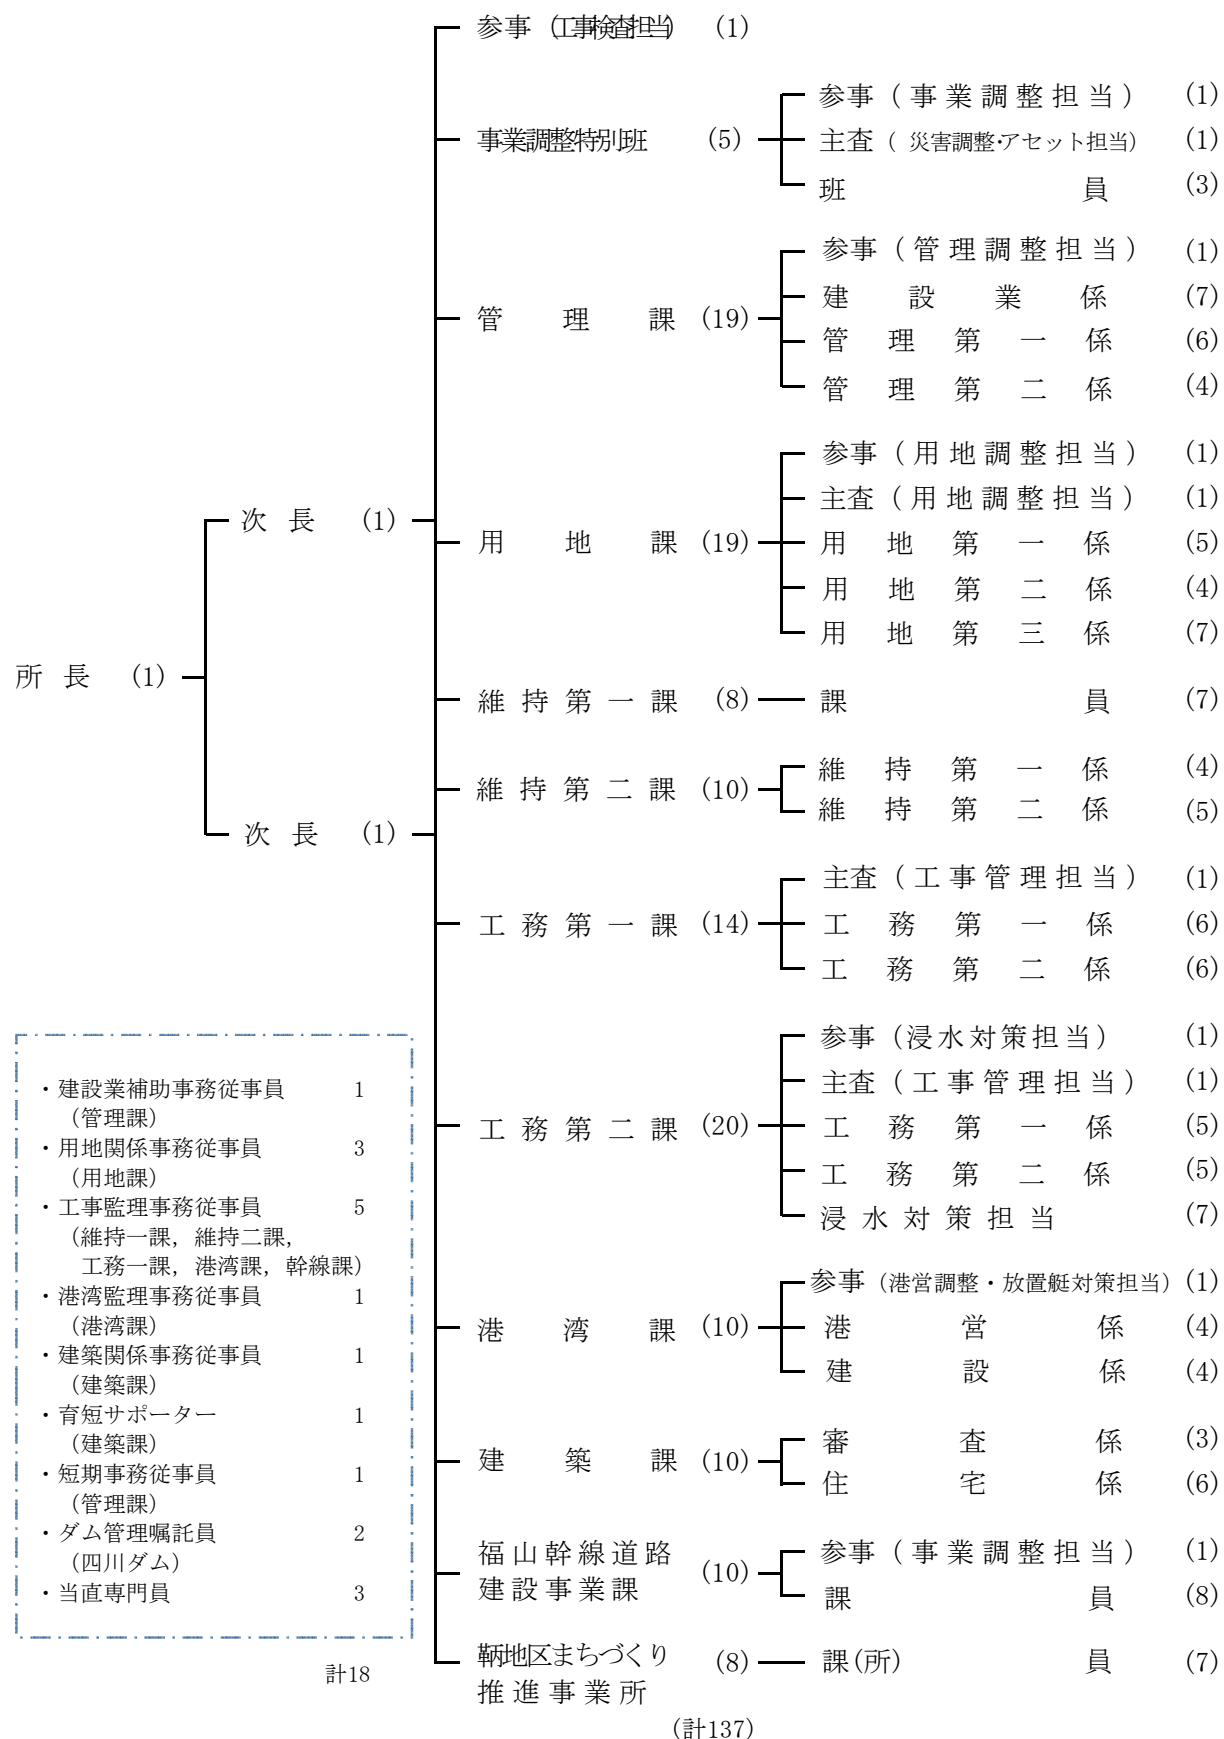 参事（工事検査担当） (1)
事業調整特別班 (5)
参事（事業調整担当） (1)
主査（ 災害調整・アセット担当） (1)
班員 (3)
管理課 (19)
参事（管理調整担当） (1)
建設業係 (7)
管理第一係 (6)
管理第二係 (4)
用地課 (19)
参事（用地調整担当） (1)
主査（用地調整担当） (1)
用地第一係 (5)
用地第二係 (4)
用地第三係 (7)
次長 (1)
所長 (1)
次長 (1)
維持第一課 (8)
課員 (7)
維持第二課 (10)
維持第一係 (4)
維持第二係 (5)
工務第一課 (14)
主査（工事管理担当） (1)
工務第一係 (6)
工務第二係 (6)
工務第二課 (20)
参事（浸水対策担当） (1)
主査（工事管理担当） (1)
工務第一係 (5)
工務第二係 (5)
浸水対策担当 (7)
港湾課 (10)
参事（港営調整・放置艇対策担当） (1)
港営係 (4)
建設係 (4)
建築課 (10)
審査係 (3)
住宅係 (6)
福山幹線道路
建設事業課 (10)
参事（事業調整担当） (1)
課員 (8)
鞆地区まちづくり
推進事業所 (8)
課(所)員 (7)
(計137)
・建設業補助事務従事員 1
（管理課）
・用地関係事務従事員 3
（用地課）
・工事監理事務従事員 5
（維持一課，維持二課，
工務一課，港湾課，幹線課）
・港湾監理事務従事員 1
（港湾課）
・建築関係事務従事員 1
（建築課）
・育短サポーター 1
（建築課）
・短期事務従事員 1
（管理課）
・ダム管理嘱託員 2
（四川ダム）
・当直専門員 3
計18